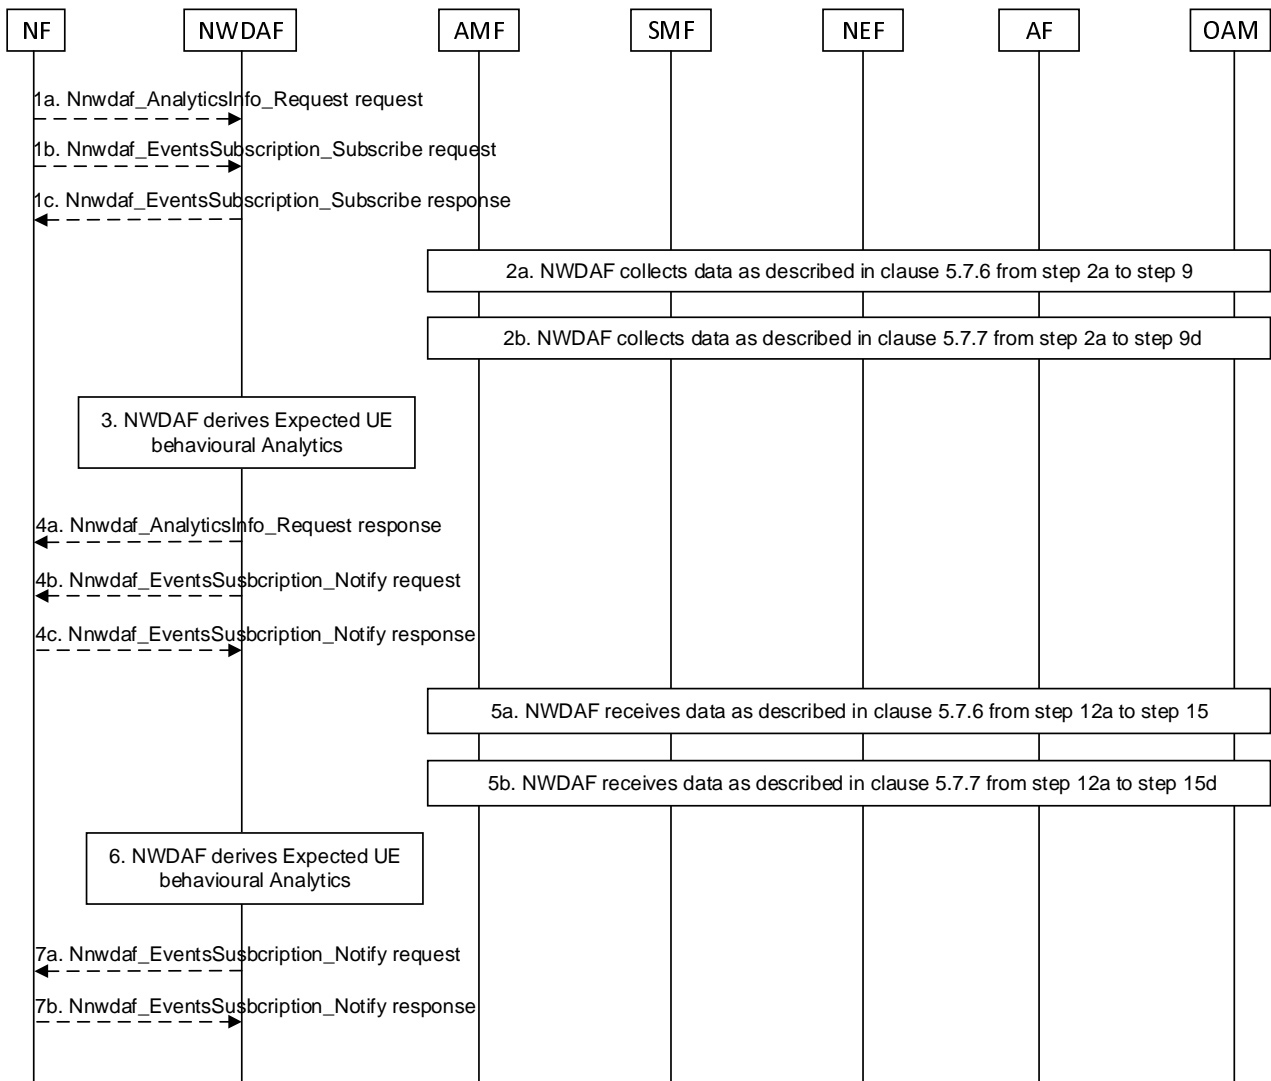 NF NWDAF AMF SMF NEF AF OAM
1a. Nnwdaf_AnalyticsInfo_Request request
1b. Nnwdaf_EventsSubscription_Subscribe request
1c. Nnwdaf_EventsSubscription_Subscribe response
2a. NWDAF collects data as described in clause 5.7.6 from step 2a to step 9
2b. NWDAF collects data as described in clause 5.7.7 from step 2a to step 9d
3. NWDAF derives Expected UE
behavioural Analytics
4a. Nnwdaf_AnalyticsInfo_Request response
4b. Nnwdaf_EventsSusbcription_Notify request
4c. Nnwdaf_EventsSusbcription_Notify response
5a. NWDAF receives data as described in clause 5.7.6 from step 12a to step 15
5b. NWDAF receives data as described in clause 5.7.7 from step 12a to step 15d
6. NWDAF derives Expected UE
behavioural Analytics
7a. Nnwdaf_EventsSusbcription_Notify request
7b. Nnwdaf_EventsSusbcription_Notify response